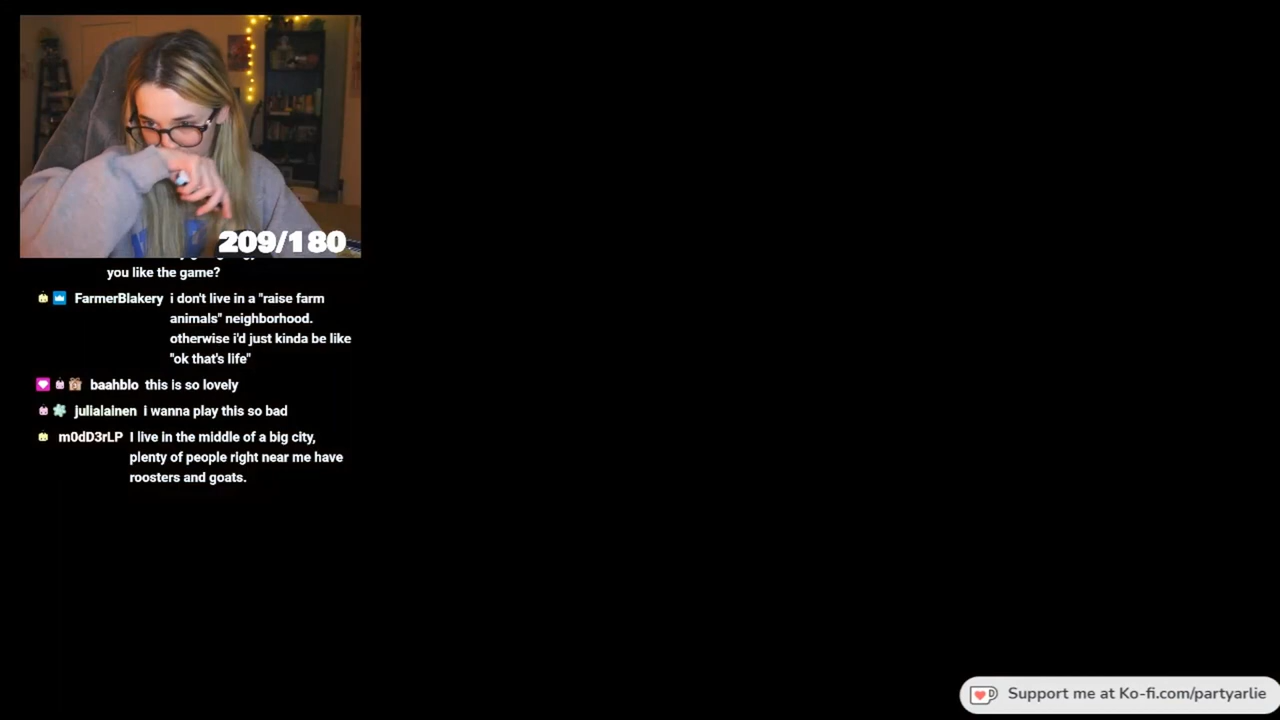 209/180
you like the game?
FarmerBlakery i don't live in a "raise farm
animals" neighborhood.
otherwise i'd just kinda be like
"ok that's life"
baahblo this is so lovely
julialainen i wanna play this so bad
m0dD3rLP I live in the middle of a big city,
plenty of people right near me have
roosters and goats.
Support me at Ko-fi.com/partyarlie